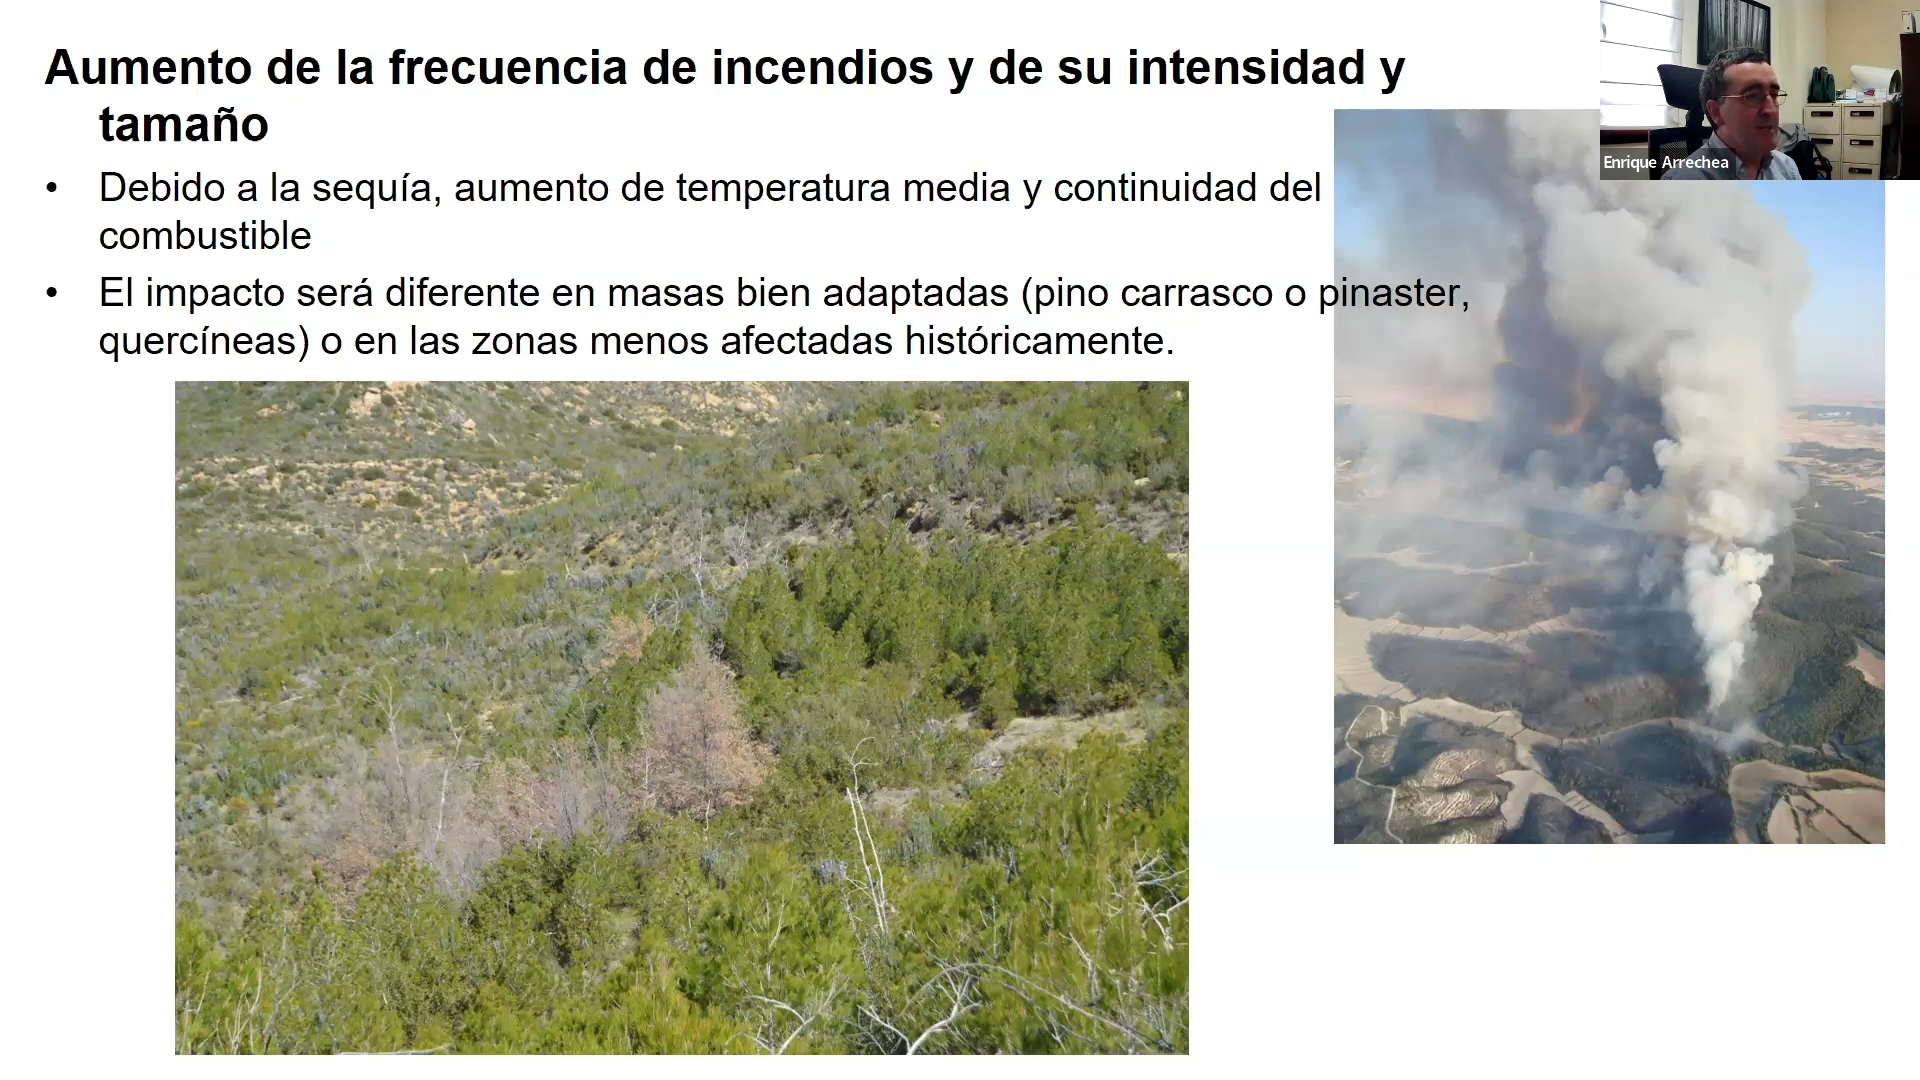 Aumento de la frecuencia de incendios y de su intensidad y
tamaño
• Debido a la sequía, aumento de temperatura media y continuidad del
combustible
• El impacto será diferente en masas bien adaptadas (pino carrasco o pinaster,
quercíneas) o en las zonas menos afectadas históricamente.
Enrique Arrechea